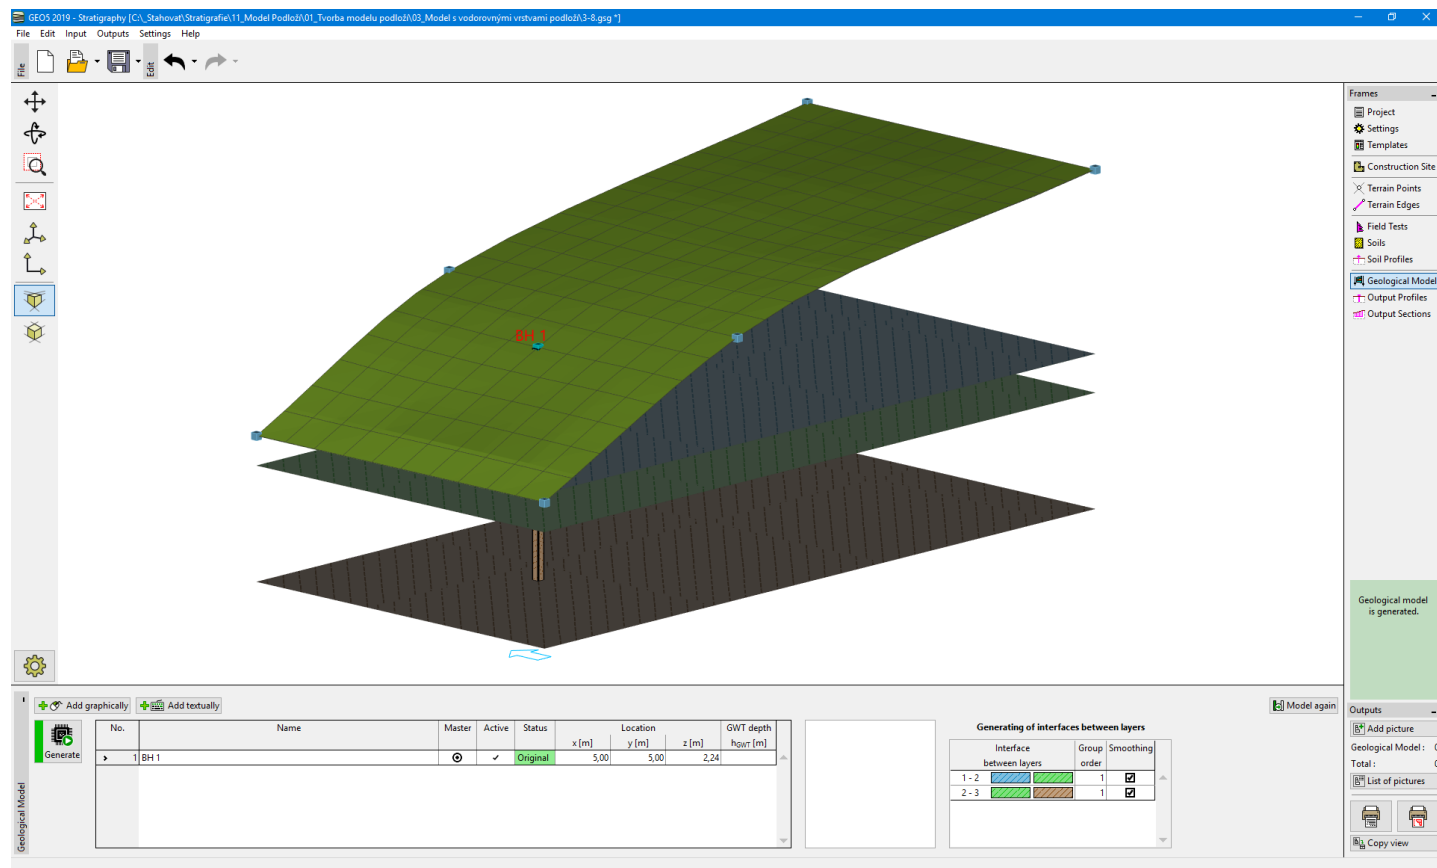 GEO5 2019 - Stratigraphy [C:\_Stahovat\Stratigrafie\11_Model Podloží\01_Tvorba modelu podloží\03_Model s vodorovnými vrstvami podloží\3-8.gsg *]
File Edit Input Outputs Settings Help
File
Edit
BH 1
Frames
Project
Settings
Templates
Construction Site
Terrain Points
Terrain Edges
Field Tests
Soils
Soil Profiles
Geological Model
Output Profiles
Output Sections
Geological model
is generated.
Outputs
Add picture
Geological Model : 0
Total : 0
List of pictures
Copy view
Geological Model
Add graphically Add textually
Model again
Generate
No. Name Master Active Status Location GWT depth
x [m] y [m] z [m] hGWT [m]
1 BH 1 Original 5,00 5,00 2,24
Generating of interfaces between layers
Interface Group Smoothing
between layers order
1 - 2 1
2 - 3 1